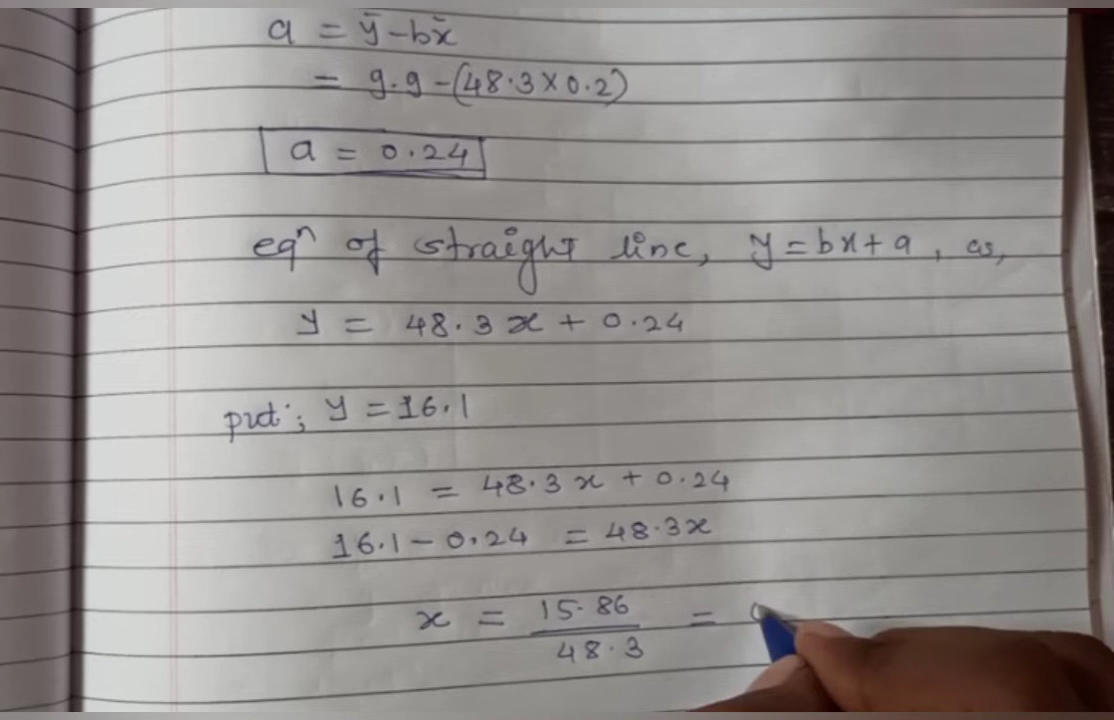 a = ȳ - bx̄
= 9.9 - (48.3 × 0.2)
a = 0.24
eqⁿ of straight line, y = bx + a, as,
y = 48.3x + 0.24
put; y = 16.1
16.1 = 48.3x + 0.24
16.1 - 0.24 = 48.3x
x = 15.86 / 48.3 =